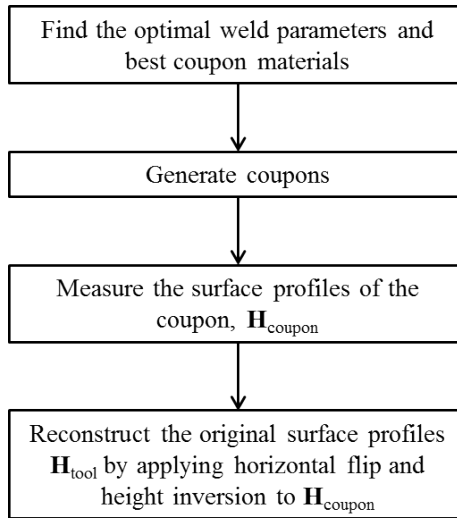 Find the optimal weld parameters and
best coupon materials
Generate coupons
Measure the surface profiles of the
coupon, H_coupon
Reconstruct the original surface profiles
H_tool by applying horizontal flip and
height inversion to H_coupon